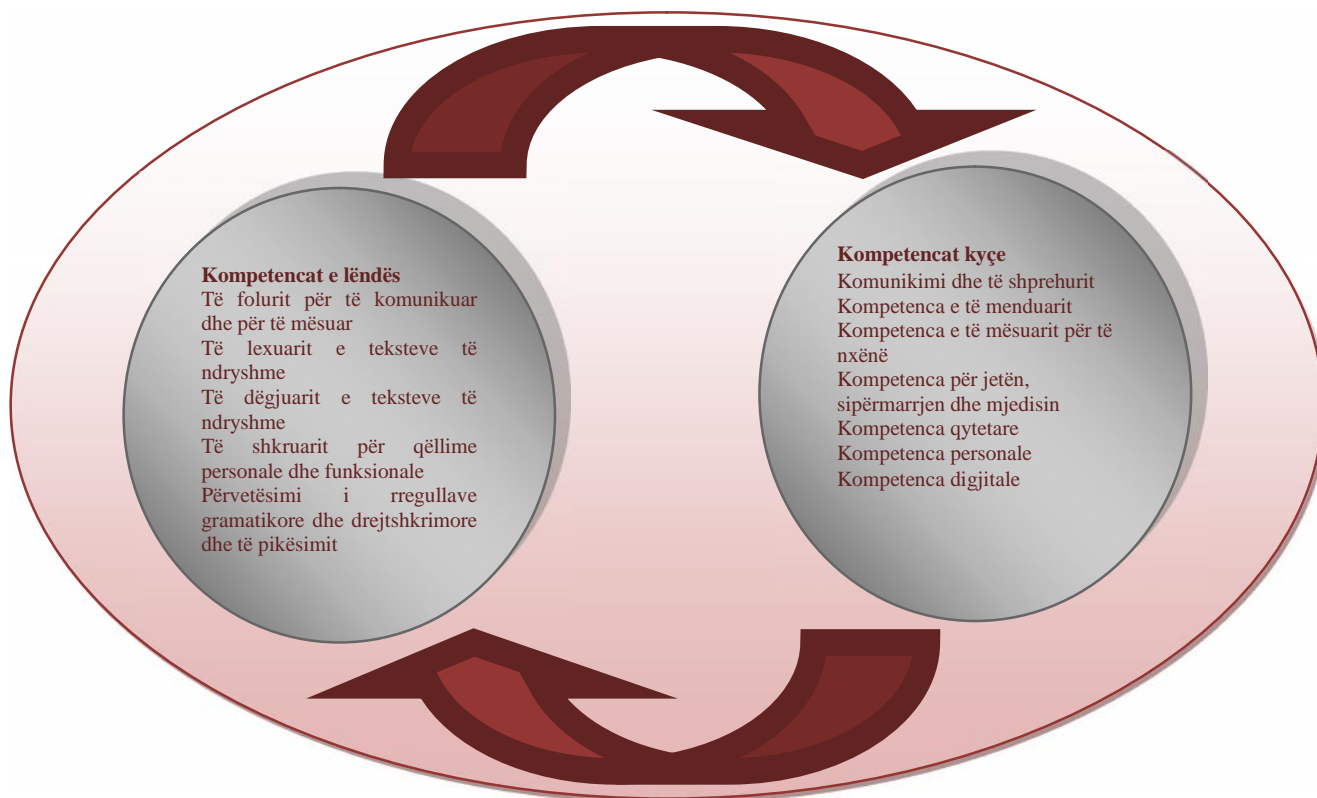 Kompetencat e lëndës
Të folurit për të komunikuar
dhe për të mësuar
Të lexuarit e teksteve të
ndryshme
Të dëgjuarit e teksteve të
ndryshme
Të shkruarit për qëllime
personale dhe funksionale
Përvetësimi i rregullave
gramatikore dhe drejtshkrimore
dhe të pikësimit
Kompetencat kyçe
Komunikimi dhe të shprehurit
Kompetenca e të menduarit
Kompetenca e të mësuarit për të
nxënë
Kompetenca për jetën,
sipërmarrjen dhe mjedisin
Kompetenca qytetare
Kompetenca personale
Kompetenca digjitale